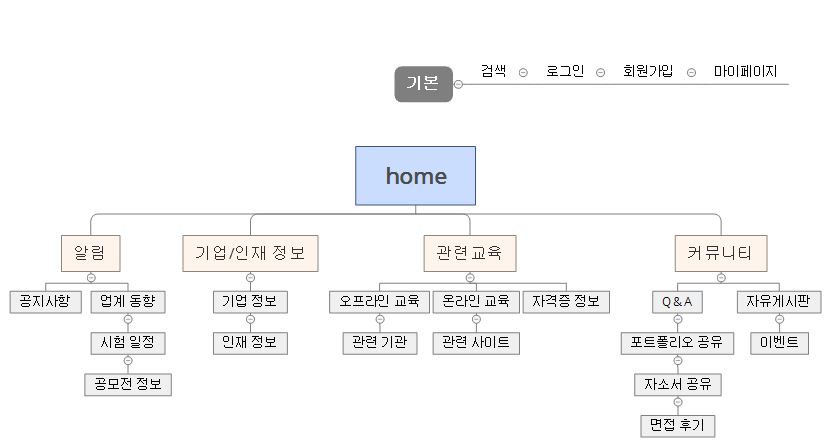 기본 검색 로그인 회원가입 마이페이지
home
알림 기업/인재 정보 관련교육 커뮤니티
공지사항 업계 동향 기업 정보 오프라인 교육 온라인 교육 자격증 정보 Q&A 자유게시판
시험 일정 인재 정보 관련 기관 관련 사이트 포트폴리오 공유 이벤트
공모전 정보 자소서 공유
면접 후기